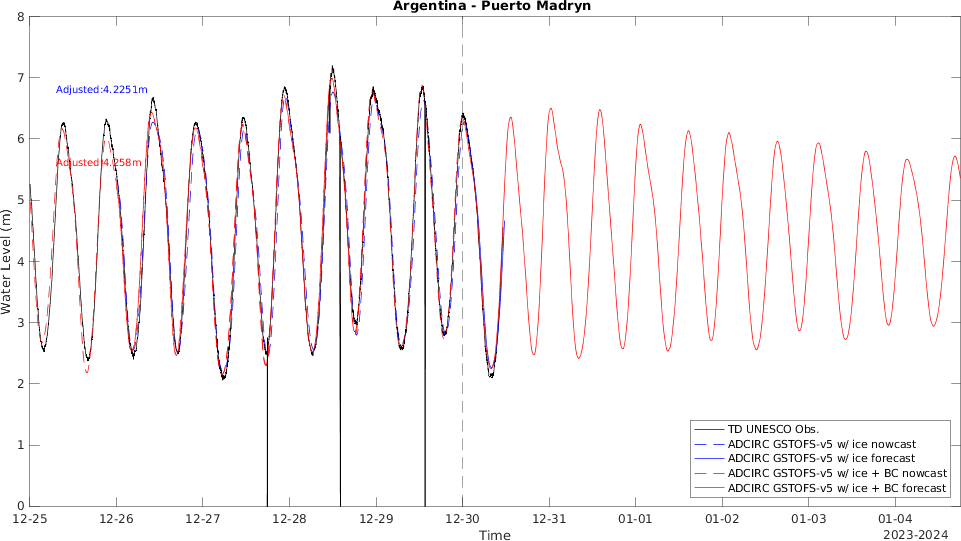 Argentina - Puerto Madryn
8
7
6
5
4
3
2
1
0
Water Level (m)
Adjusted:4.2251m
Adjusted:4.258m
TD UNESCO Obs.
ADCIRC GSTOFS-v5 w/ ice nowcast
ADCIRC GSTOFS-v5 w/ ice forecast
ADCIRC GSTOFS-v5 w/ ice + BC nowcast
ADCIRC GSTOFS-v5 w/ ice + BC forecast
12-25 12-26 12-27 12-28 12-29 12-30 12-31 01-01 01-02 01-03 01-04
Time
2023-2024